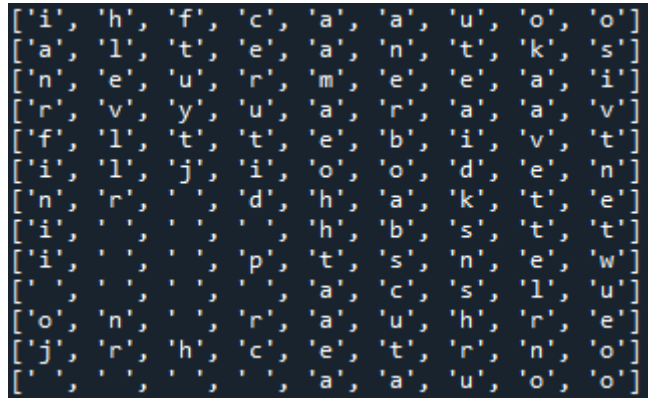 ['i', 'h', 'f', 'c', 'a', 'a', 'u', 'o', 'o']
['a', 'l', 't', 'e', 'a', 'n', 't', 'k', 's']
['n', 'e', 'u', 'r', 'm', 'e', 'e', 'a', 'i']
['r', 'v', 'y', 'u', 'a', 'r', 'a', 'a', 'v']
['f', 'l', 't', 't', 'e', 'b', 'i', 'v', 't']
['i', 'l', 'j', 'i', 'o', 'o', 'd', 'e', 'n']
['n', 'r', ' ', 'd', 'h', 'a', 'k', 't', 'e']
['i', ' ', ' ', ' ', 'h', 'b', 's', 't', 't']
['i', ' ', ' ', 'p', 't', 's', 'n', 'e', 'w']
[' ', ' ', ' ', ' ', 'a', 'c', 's', 'l', 'u']
['o', 'n', ' ', 'r', 'a', 'u', 'h', 'r', 'e']
['j', 'r', 'h', 'c', 'e', 't', 'r', 'n', 'o']
[' ', ' ', ' ', ' ', 'a', 'a', 'u', 'o', 'o']